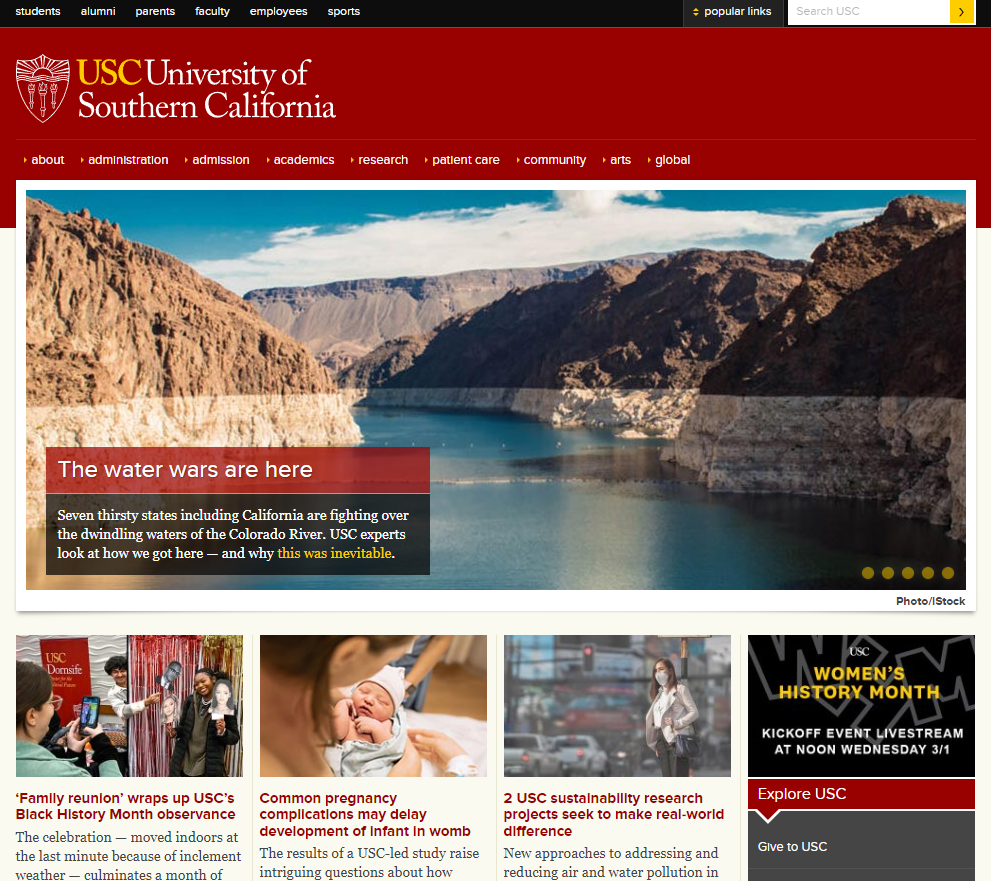 students alumni parents faculty employees sports
popular links
Search USC
USC University of
Southern California
about administration admission academics research patient care community arts global
The water wars are here
Seven thirsty states including California are fighting over
the dwindling waters of the Colorado River. USC experts
look at how we got here — and why this was inevitable.
Photo/iStock
USC
Dornsife
‘Family reunion’ wraps up USC’s
Black History Month observance
The celebration — moved indoors at
the last minute because of inclement
weather — culminates a month of
Common pregnancy
complications may delay
development of infant in womb
The results of a USC-led study raise
intriguing questions about how
2 USC sustainability research
projects seek to make real-world
difference
New approaches to addressing and
reducing air and water pollution in
USC
WOMEN’S
HISTORY MONTH
KICKOFF EVENT LIVESTREAM
AT NOON WEDNESDAY 3/1
Explore USC
Give to USC